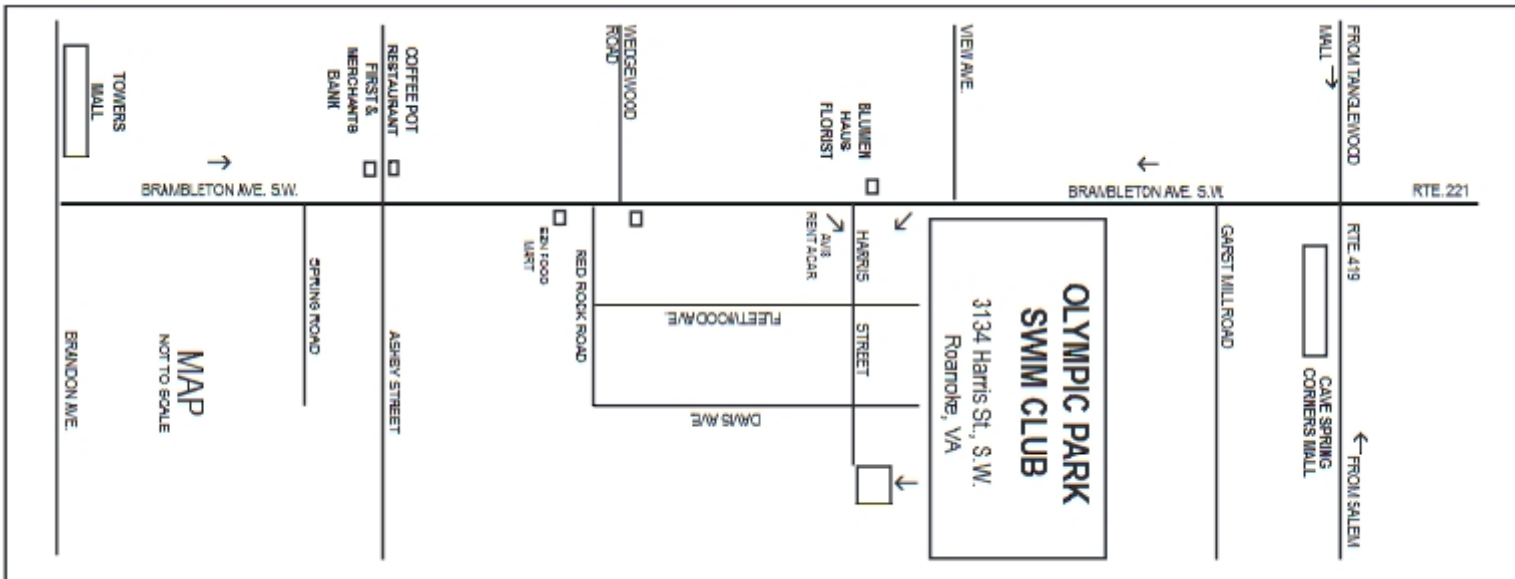 FROM TANGLEWOOD
MALL →
RTE. 419
← FROM SALEM
RTE. 221
CAVE SPRING
CORNERS MALL
GARST MILL ROAD
BRAMBLETON AVE. S.W.
VIEW AVE.
OLYMPIC PARK
SWIM CLUB
3134 Harris St., S.W.
Roanoke, VA
BLUMEN
HAUS
FLORIST
HARRIS
STREET
AVIS
RENT A CAR
FLEETWOOD AVE.
DAVIS AVE
WEDGEWOOD
ROAD
RED ROCK ROAD
EZN FOOD
MART
COFFEE POT
RESTAURANT
FIRST &
MERCHANTS
BANK
ASHBY STREET
SPRING ROAD
BRAMBLETON AVE. S.W.
TOWERS
MALL
MAP
NOT TO SCALE
BRANDON AVE.